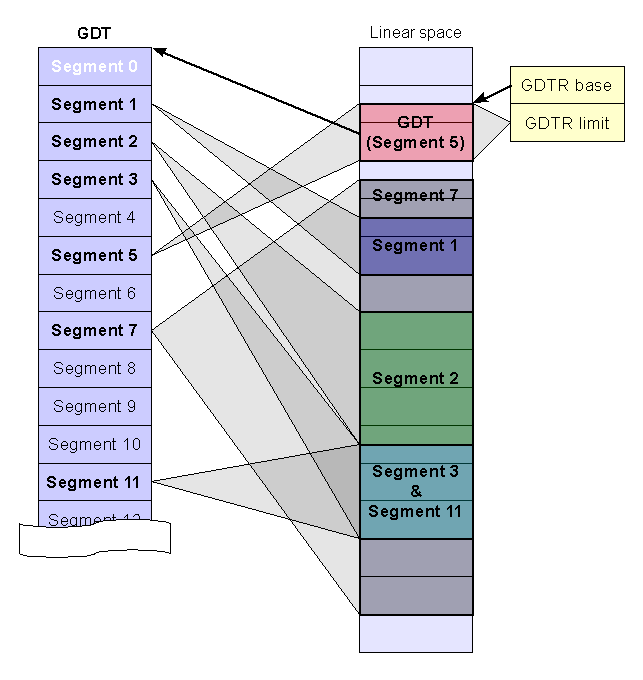 GDT
Segment 0
Segment 1
Segment 2
Segment 3
Segment 4
Segment 5
Segment 6
Segment 7
Segment 8
Segment 9
Segment 10
Segment 11
Segment 12
Linear space
GDT
(Segment 5)
Segment 7
Segment 1
Segment 2
Segment 3
&
Segment 11
GDTR base
GDTR limit